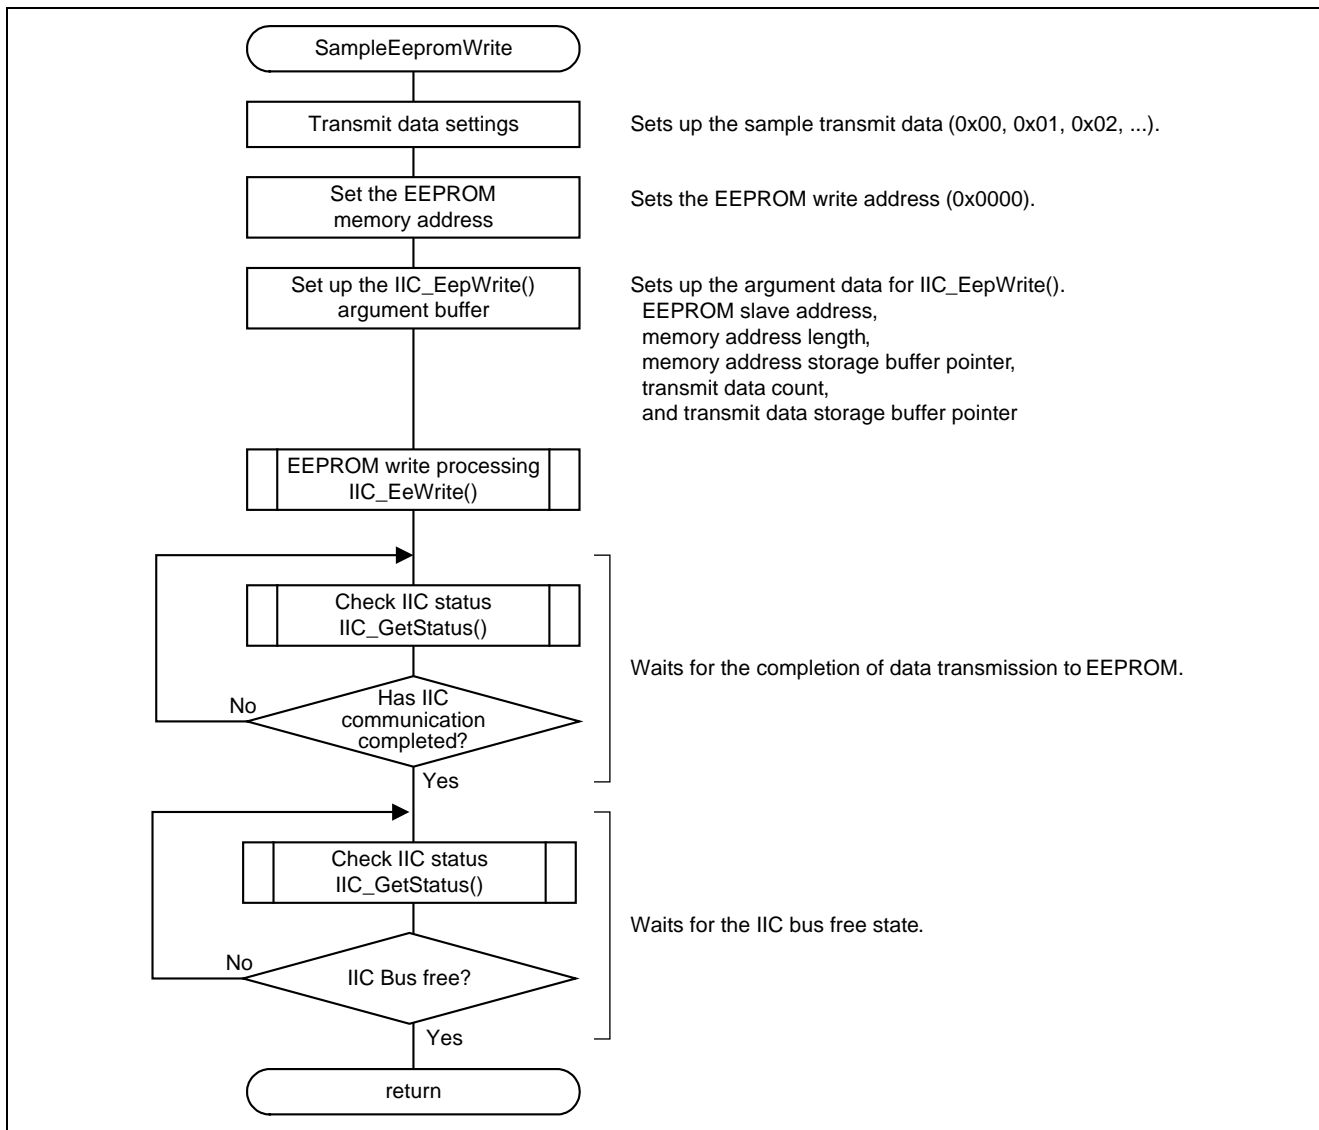 SampleEepromWrite
Transmit data settings
Sets up the sample transmit data (0x00, 0x01, 0x02, ...).
Set the EEPROM
memory address
Sets the EEPROM write address (0x0000).
Set up the IIC_EepWrite()
argument buffer
Sets up the argument data for IIC_EepWrite().
EEPROM slave address,
memory address length,
memory address storage buffer pointer,
transmit data count,
and transmit data storage buffer pointer
EEPROM write processing
IIC_EeWrite()
Check IIC status
IIC_GetStatus()
Waits for the completion of data transmission to EEPROM.
No
Has IIC
communication
completed?
Yes
Check IIC status
IIC_GetStatus()
Waits for the IIC bus free state.
No
IIC Bus free?
Yes
return